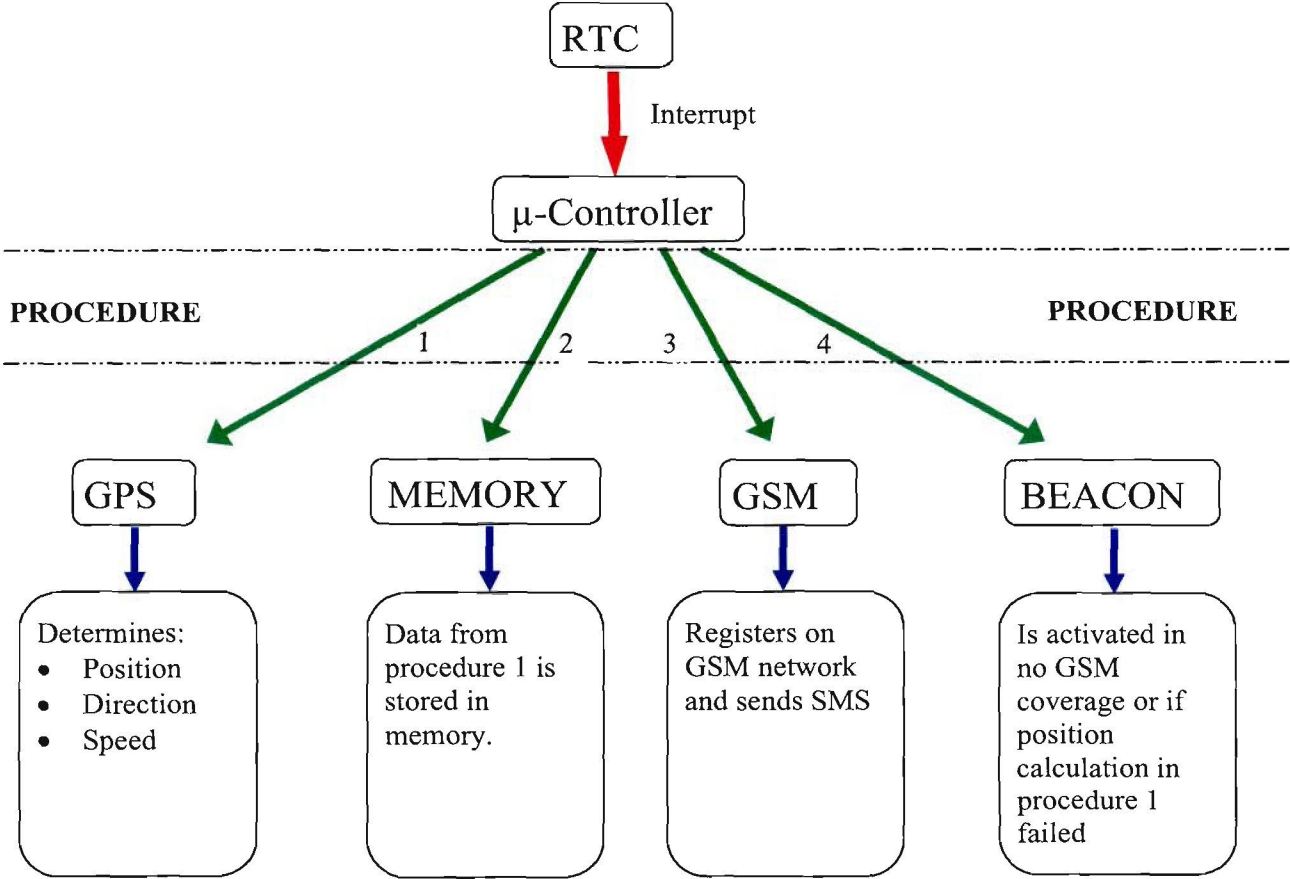 RTC
Interrupt
µ-Controller
PROCEDURE
PROCEDURE
1
2
3
4
GPS
MEMORY
GSM
BEACON
Determines:
• Position
• Direction
• Speed
Data from
procedure 1 is
stored in
memory.
Registers on
GSM network
and sends SMS
Is activated in
no GSM
coverage or if
position
calculation in
procedure 1
failed